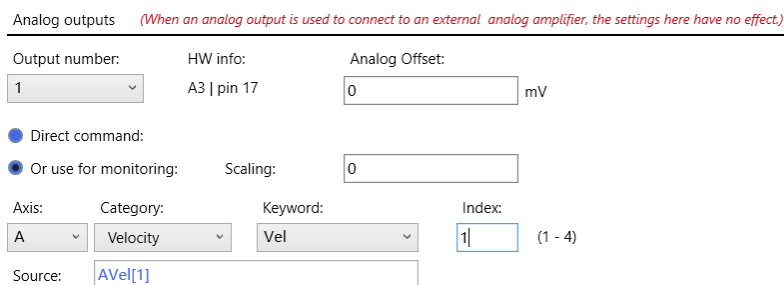 Analog outputs (When an analog output is used to connect to an external analog amplifier, the settings here have no effect.)
Output number: HW info: Analog Offset:
1 A3 | pin 17 0 mV
Direct command:
Or use for monitoring: Scaling: 0
Axis: Category: Keyword: Index:
A Velocity Vel 1 (1 - 4)
Source: AVel[1]